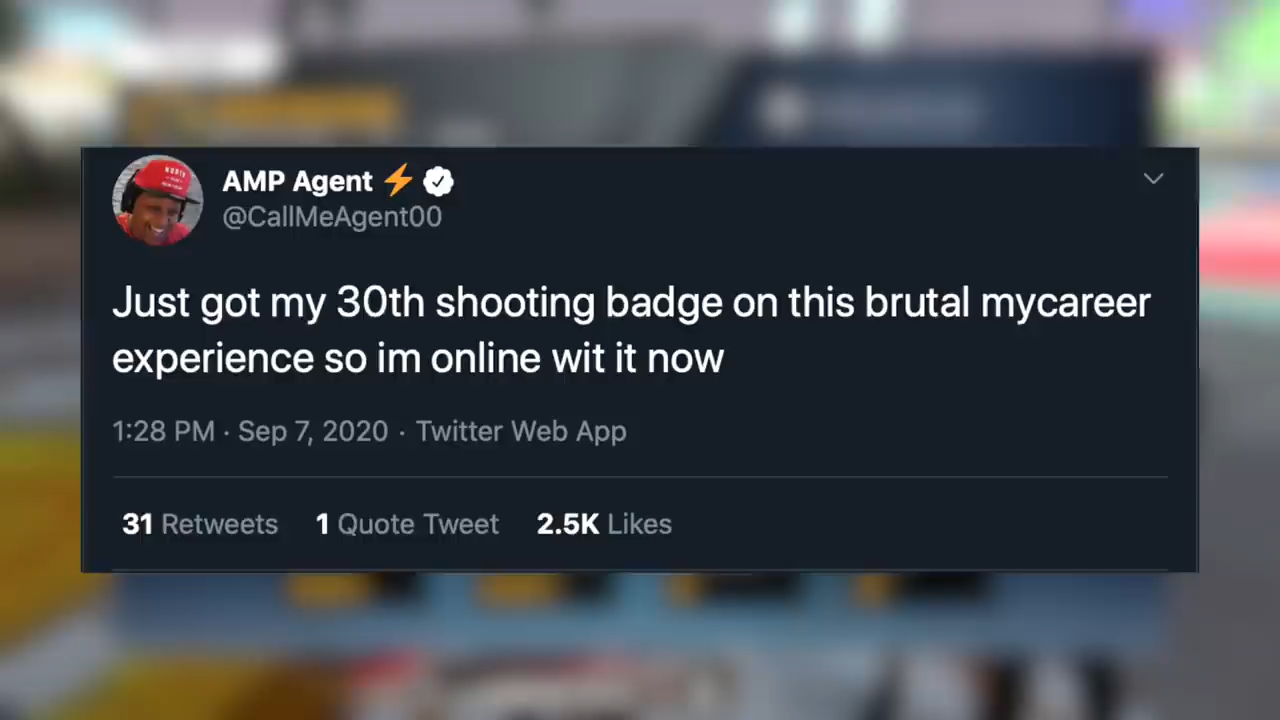 AMP Agent ⚡
@CallMeAgent00
Just got my 30th shooting badge on this brutal mycareer
experience so im online wit it now
1:28 PM · Sep 7, 2020 · Twitter Web App
31 Retweets 1 Quote Tweet 2.5K Likes